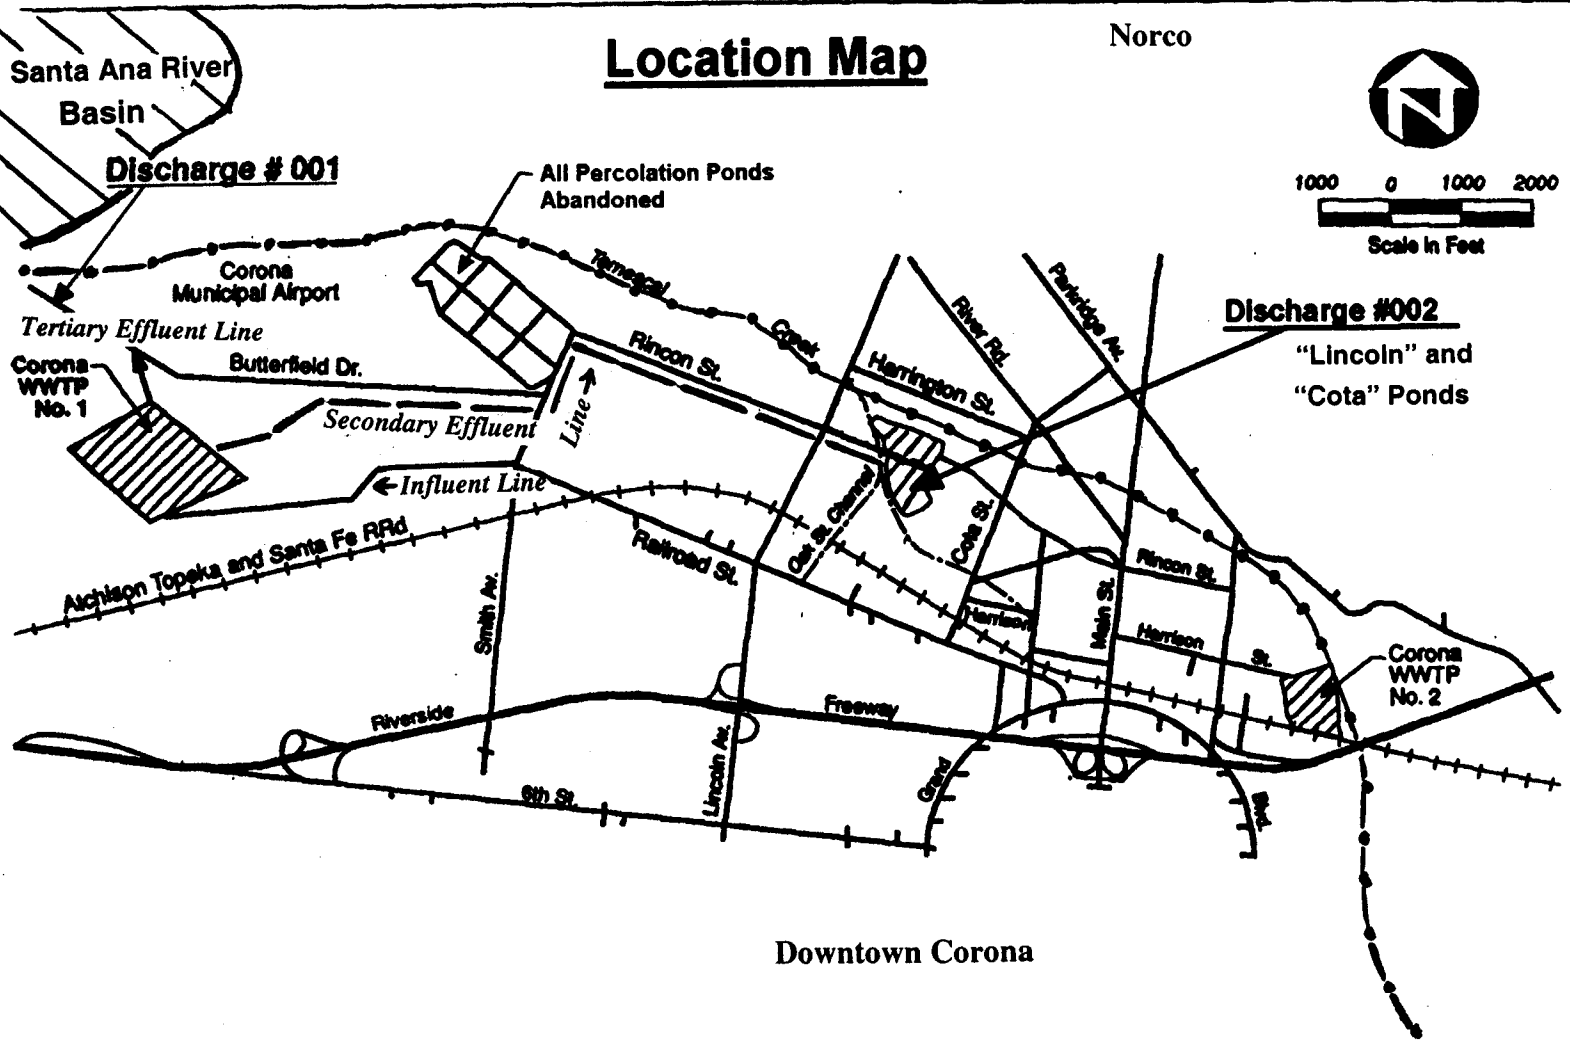 Norco
Location Map
N
Santa Ana River
Basin
Discharge # 001
All Percolation Ponds
Abandoned
1000 0 1000 2000
Scale in Feet
Corona
Municipal Airport
Temescal
Creek
Tertiary Effluent Line
Corona
WWTP
No. 1
Butterfield Dr.
Rincon St.
Harrington St.
River Rd.
Parkridge Av.
Discharge #002
"Lincoln" and
"Cota" Ponds
Secondary Effluent
Line →
←Influent Line
Atchison Topeka and Santa Fe RRd
Railroad St.
Oak St. Channel
Cota St.
Rincon St.
Harrison
Main St.
Harrison St.
Smith Av.
Corona
WWTP
No. 2
Riverside
Freeway
Lincoln Av.
6th St.
Grand
Blvd.
Downtown Corona